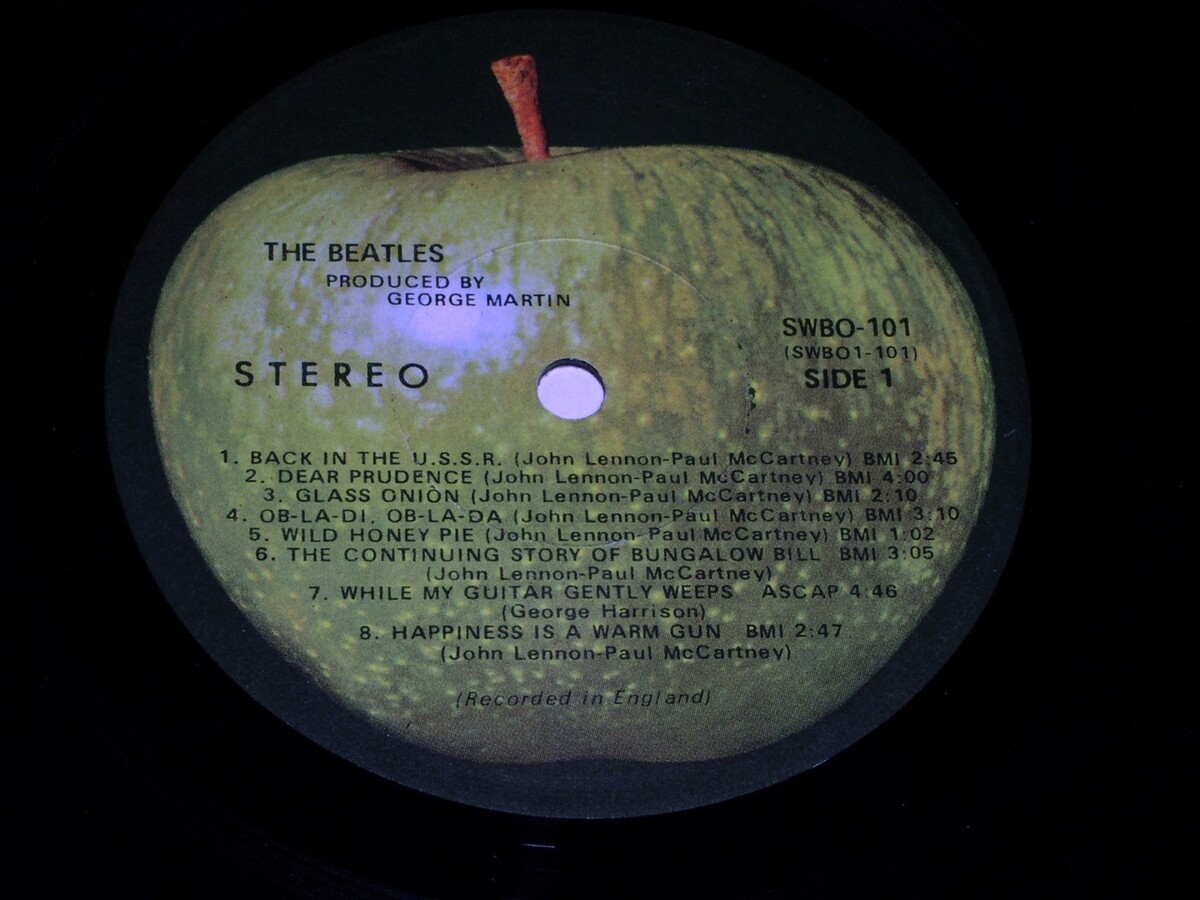 THE BEATLES
PRODUCED BY
GEORGE MARTIN
STEREO
SWBO-101
(SWBO1-101)
SIDE 1
1. BACK IN THE U.S.S.R. (John Lennon-Paul McCartney) BMI 2:45
2. DEAR PRUDENCE (John Lennon-Paul McCartney) BMI 4:00
3. GLASS ONION (John Lennon-Paul McCartney) BMI 2:10
4. OB-LA-DI, OB-LA-DA (John Lennon-Paul McCartney) BMI 3:10
5. WILD HONEY PIE (John Lennon-Paul McCartney) BMI 1:02
6. THE CONTINUING STORY OF BUNGALOW BILL BMI 3:05
(John Lennon-Paul McCartney)
7. WHILE MY GUITAR GENTLY WEEPS ASCAP 4:46
(George Harrison)
8. HAPPINESS IS A WARM GUN BMI 2:47
(John Lennon-Paul McCartney)
(Recorded in England)